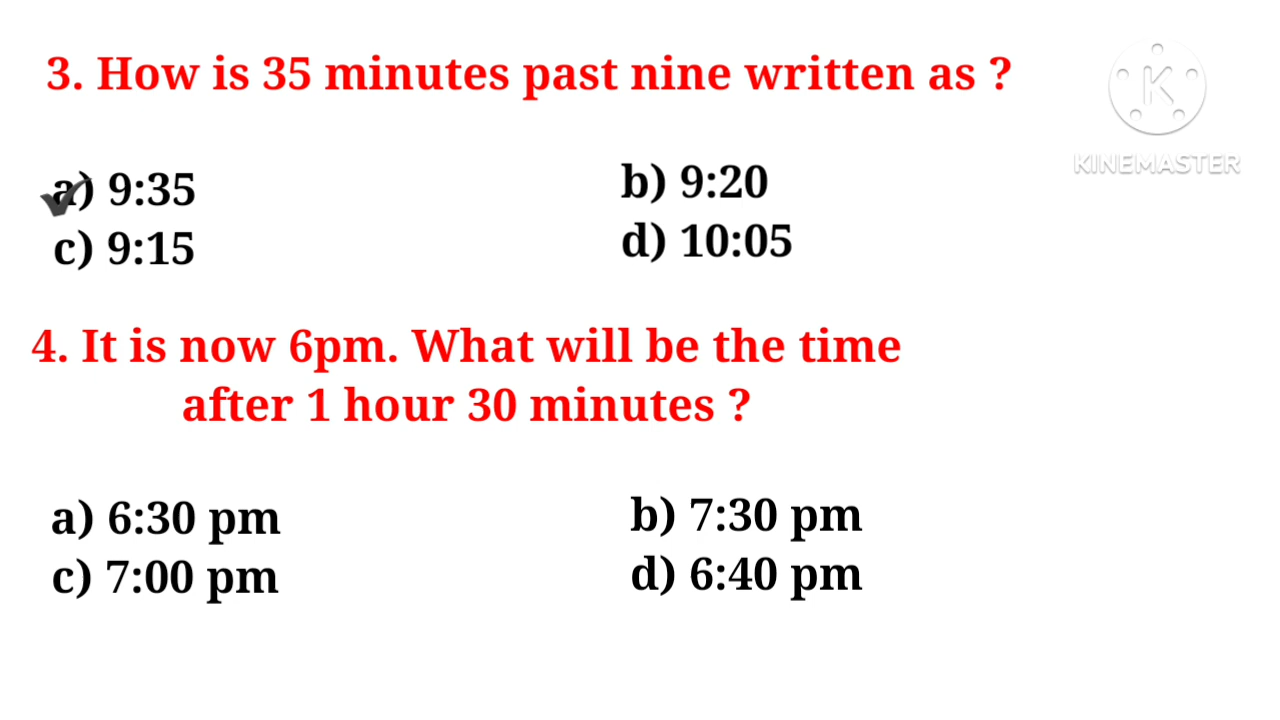 3. How is 35 minutes past nine written as ?
KINEMASTER
a) 9:35
b) 9:20
c) 9:15
d) 10:05
4. It is now 6pm. What will be the time
after 1 hour 30 minutes ?
a) 6:30 pm
b) 7:30 pm
c) 7:00 pm
d) 6:40 pm